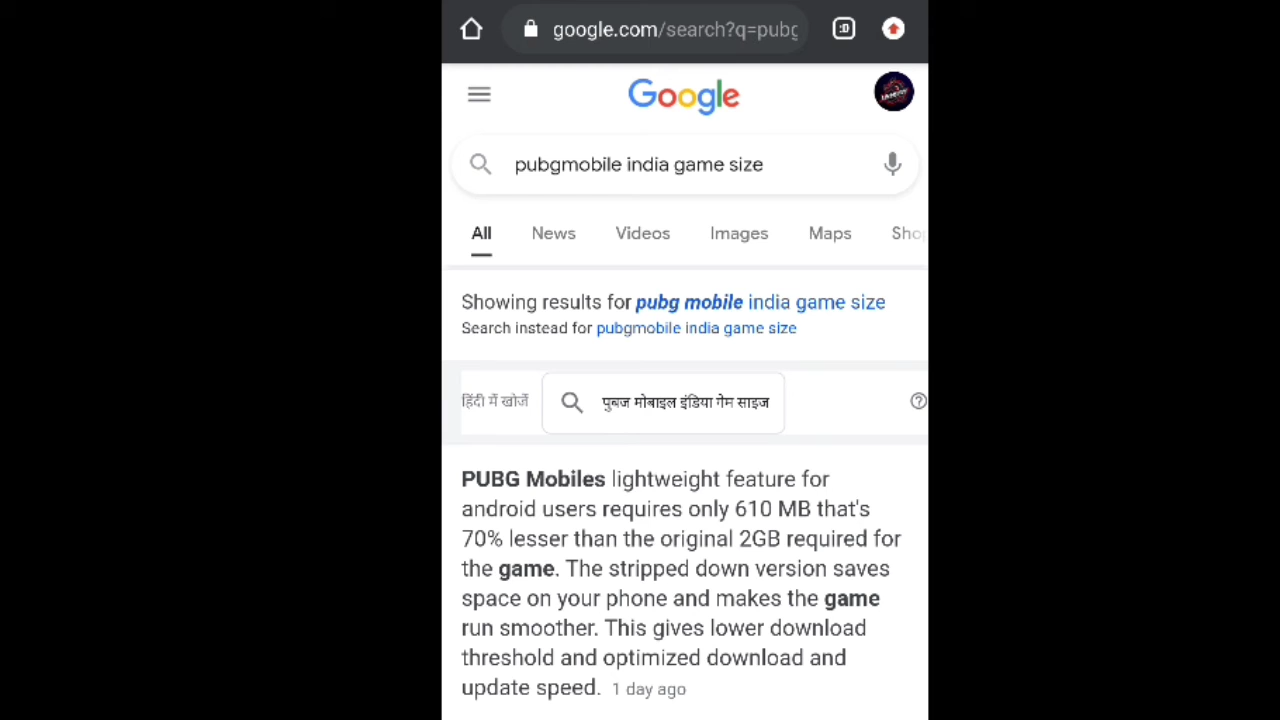 :D
google.com/search?q=pubg
Google
pubgmobile india game size
All News Videos Images Maps Sho
Showing results for pubg mobile india game size
Search instead for pubgmobile india game size
हिंदी में खोजें पुबज मोबाइल इंडिया गेम साइज
PUBG Mobiles lightweight feature for
android users requires only 610 MB that's
70% lesser than the original 2GB required for
the game. The stripped down version saves
space on your phone and makes the game
run smoother. This gives lower download
threshold and optimized download and
update speed. 1 day ago